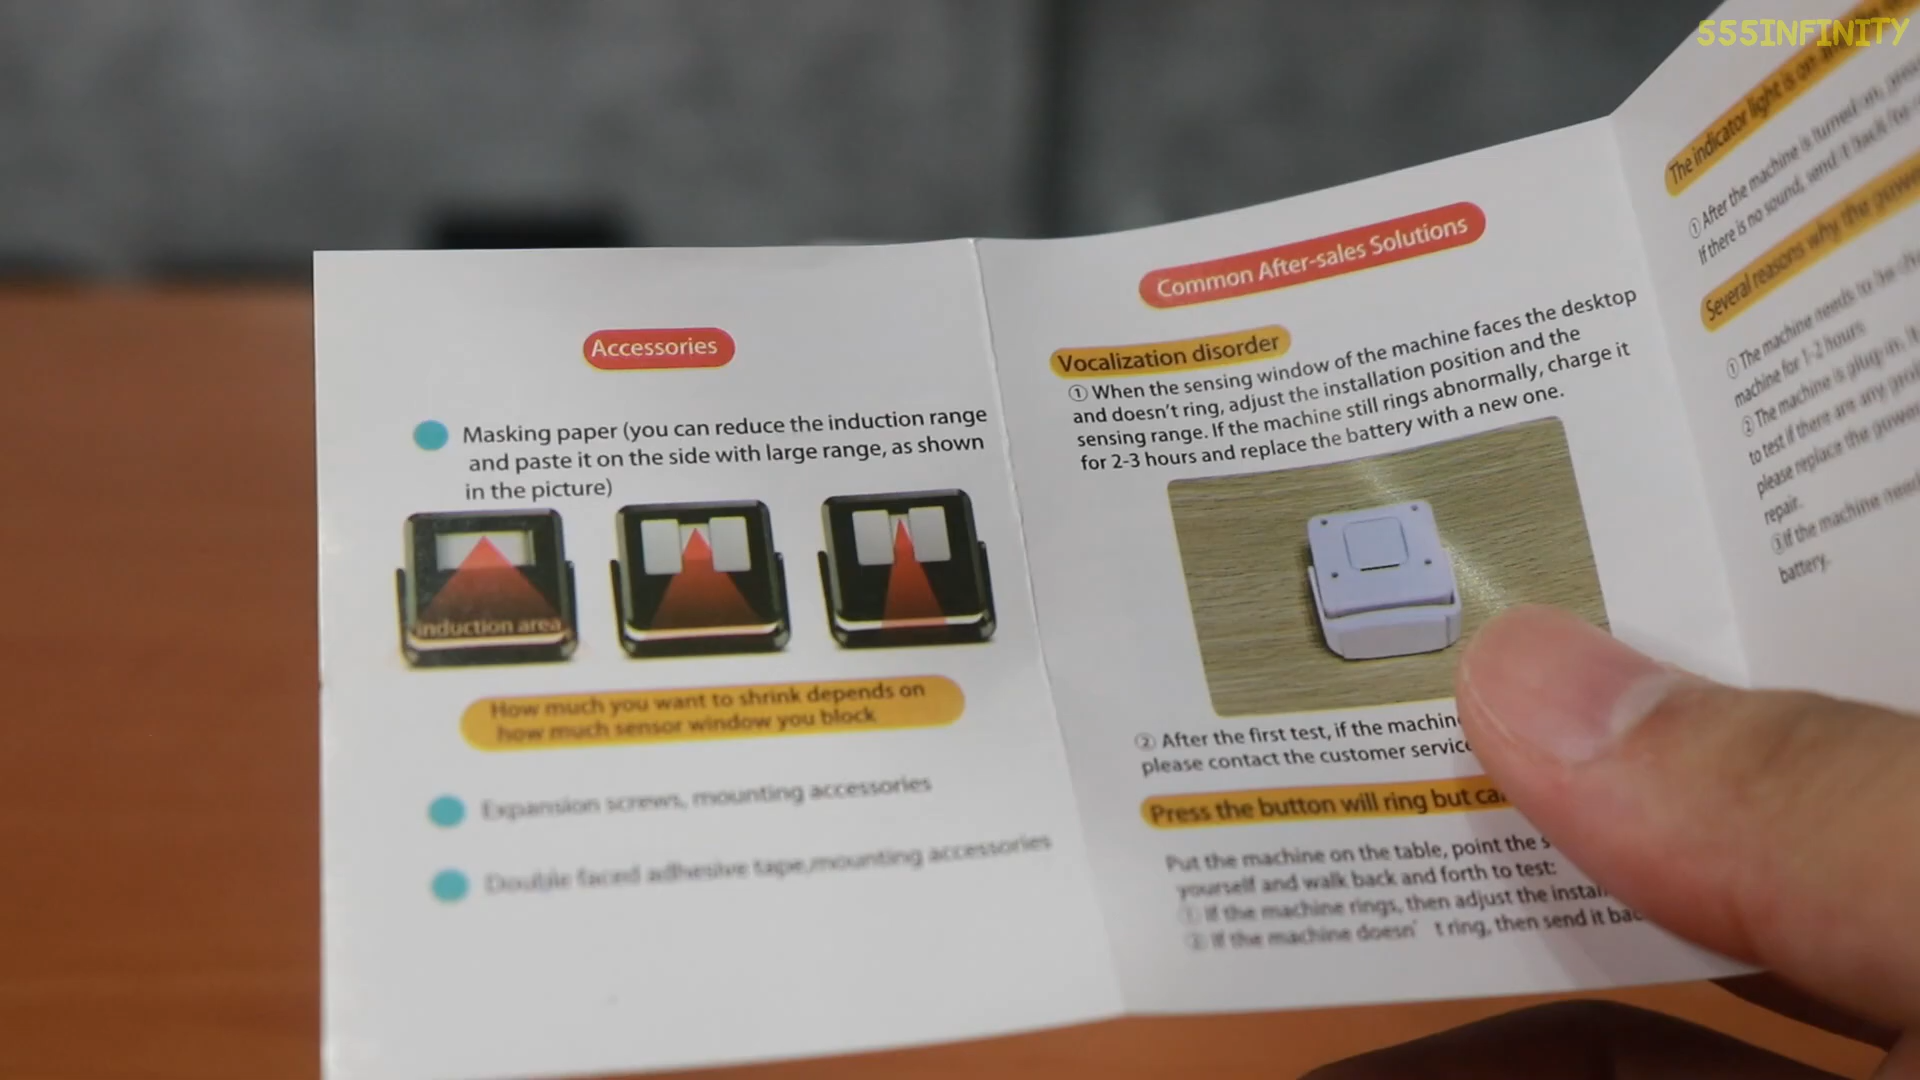 555INFINITY
Accessories
Masking paper (you can reduce the induction range
and paste it on the side with large range, as shown
in the picture)
induction area
How much you want to shrink depends on
how much sensor window you block
Expansion screws, mounting accessories
Double faced adhesive tape,mounting accessories
Common After-sales Solutions
Vocalization disorder
① When the sensing window of the machine faces the desktop
and doesn't ring, adjust the installation position and the
sensing range. If the machine still rings abnormally, charge it
for 2-3 hours and replace the battery with a new one.
② After the first test, if the machine
please contact the customer service
Press the button will ring but
Put the machine on the table, point the
yourself and walk back and forth to test:
① If the machine rings, then adjust the
② If the machine doesn't ring, then send it
The indicator light is on
① After the machine is turned on,
If there is no sound, send it back for
Several reasons why the power
① The machine needs to be
machine for 1-2 hours
② The machine is plug-in. It
to test if there are any
please replace the power
repair.
③ If the machine need
battery.